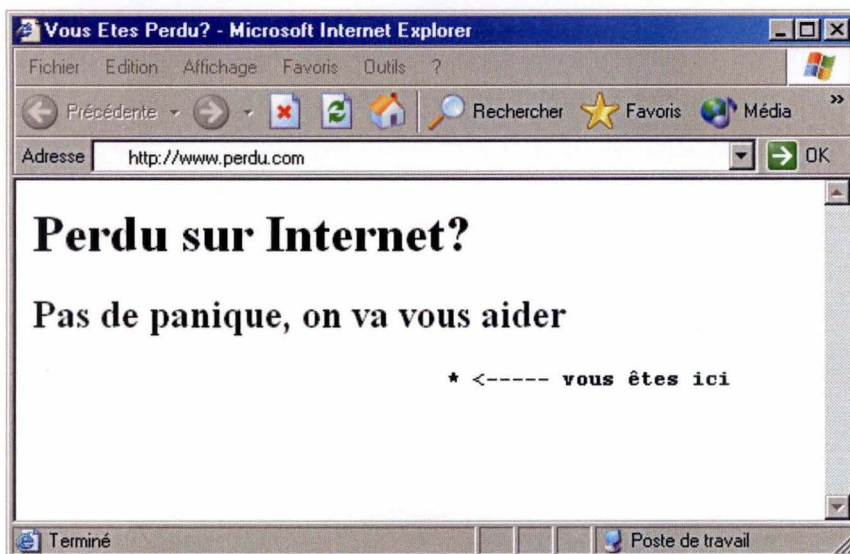 Vous Etes Perdu? - Microsoft Internet Explorer
Fichier Edition Affichage Favoris Outils ?
Précédente Rechercher Favoris Média »
Adresse http://www.perdu.com OK
Perdu sur Internet?
Pas de panique, on va vous aider
* <----- vous êtes ici
Terminé Poste de travail